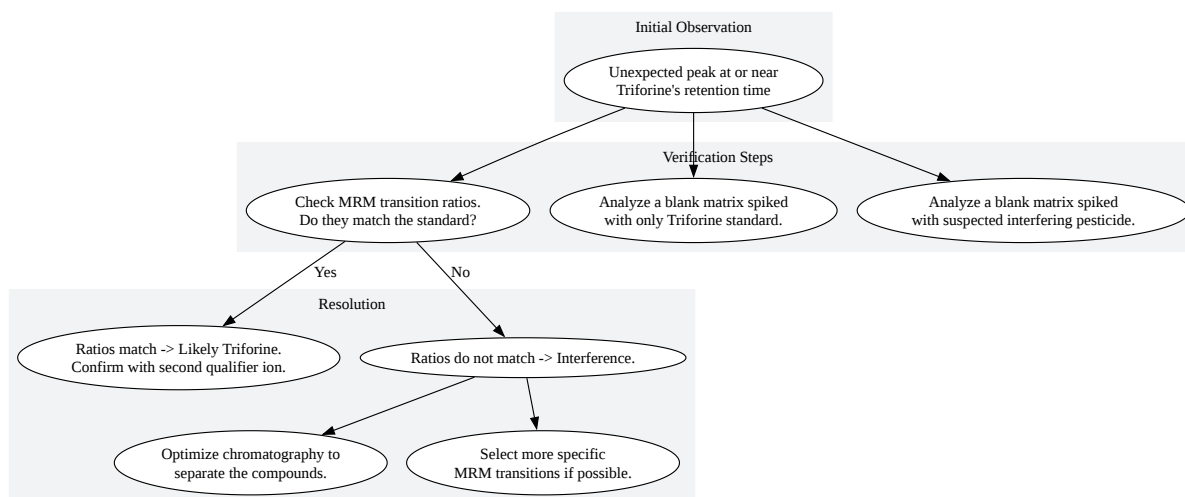 Initial Observation
Unexpected peak at or near
Triforine's retention time
Verification Steps
Check MRM transition ratios.
Do they match the standard?
Analyze a blank matrix spiked
with only Triforine standard.
Analyze a blank matrix spiked
with suspected interfering pesticide.
Yes
No
Resolution
Ratios match -> Likely Triforine.
Confirm with second qualifier ion.
Ratios do not match -> Interference.
Optimize chromatography to
separate the compounds.
Select more specific
MRM transitions if possible.